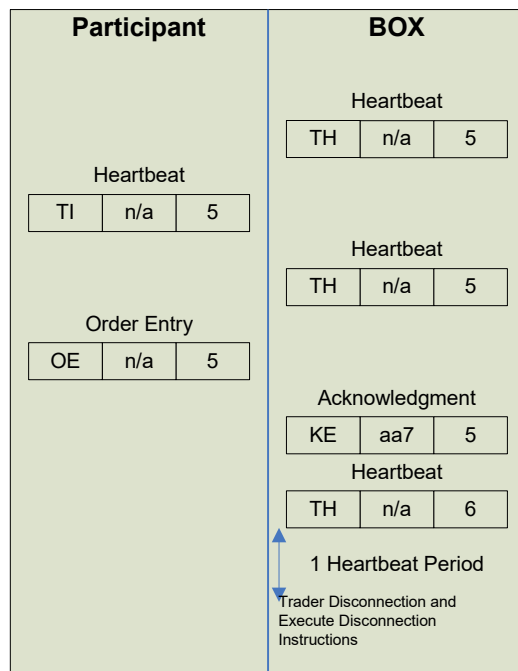 Participant BOX
Heartbeat
TH n/a 5
Heartbeat
TI n/a 5
Heartbeat
TH n/a 5
Order Entry
OE n/a 5
Acknowledgment
KE aa7 5
Heartbeat
TH n/a 6
1 Heartbeat Period
Trader Disconnection and
Execute Disconnection
Instructions